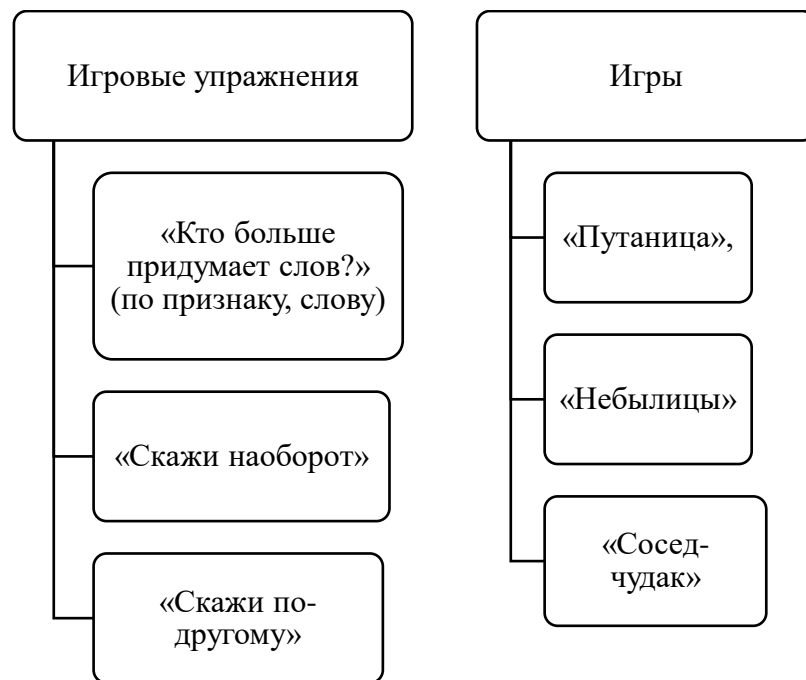 Игровые упражнения
«Кто больше
придумает слов?»
(по признаку, слову)
«Скажи наоборот»
«Скажи по-
другому»
Игры
«Путаница»,
«Небылицы»
«Сосед-
чудак»